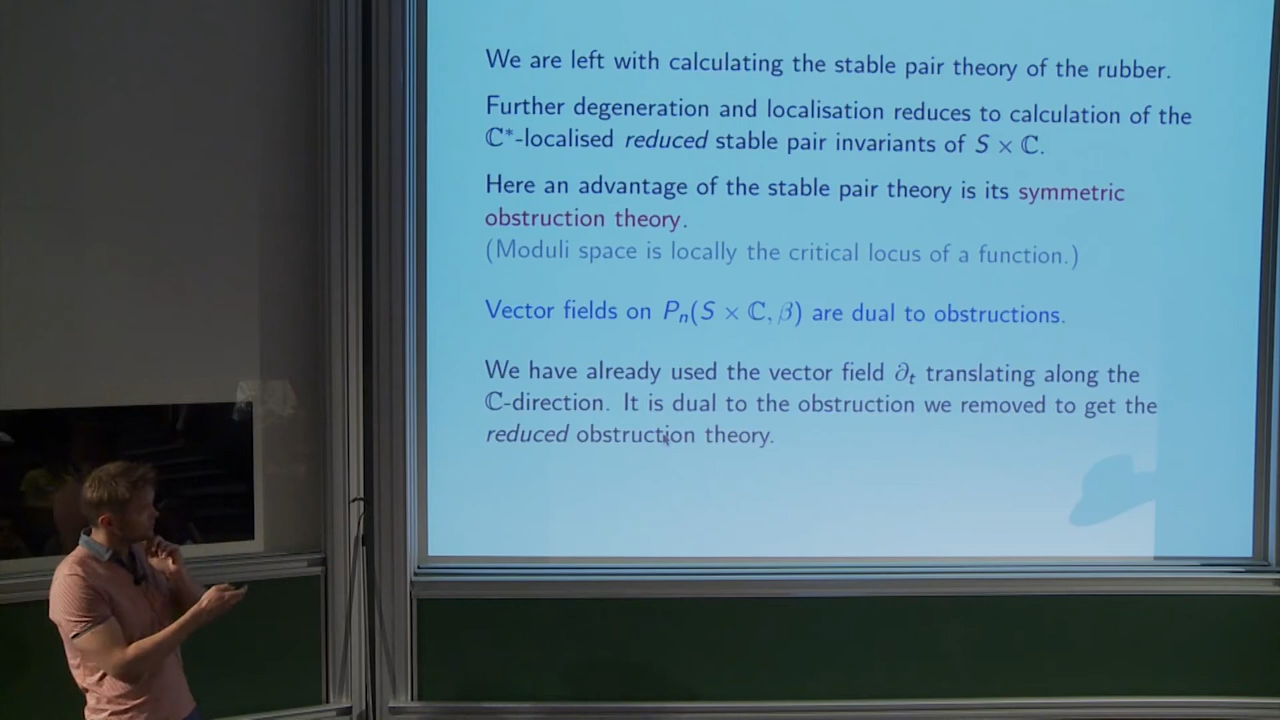 We are left with calculating the stable pair theory of the rubber.
Further degeneration and localisation reduces to calculation of the
ℂ*-localised reduced stable pair invariants of S × ℂ.
Here an advantage of the stable pair theory is its symmetric
obstruction theory.
(Moduli space is locally the critical locus of a function.)
Vector fields on Pₙ(S × ℂ, β) are dual to obstructions.
We have already used the vector field ∂ₜ translating along the
ℂ-direction. It is dual to the obstruction we removed to get the
reduced obstruction theory.